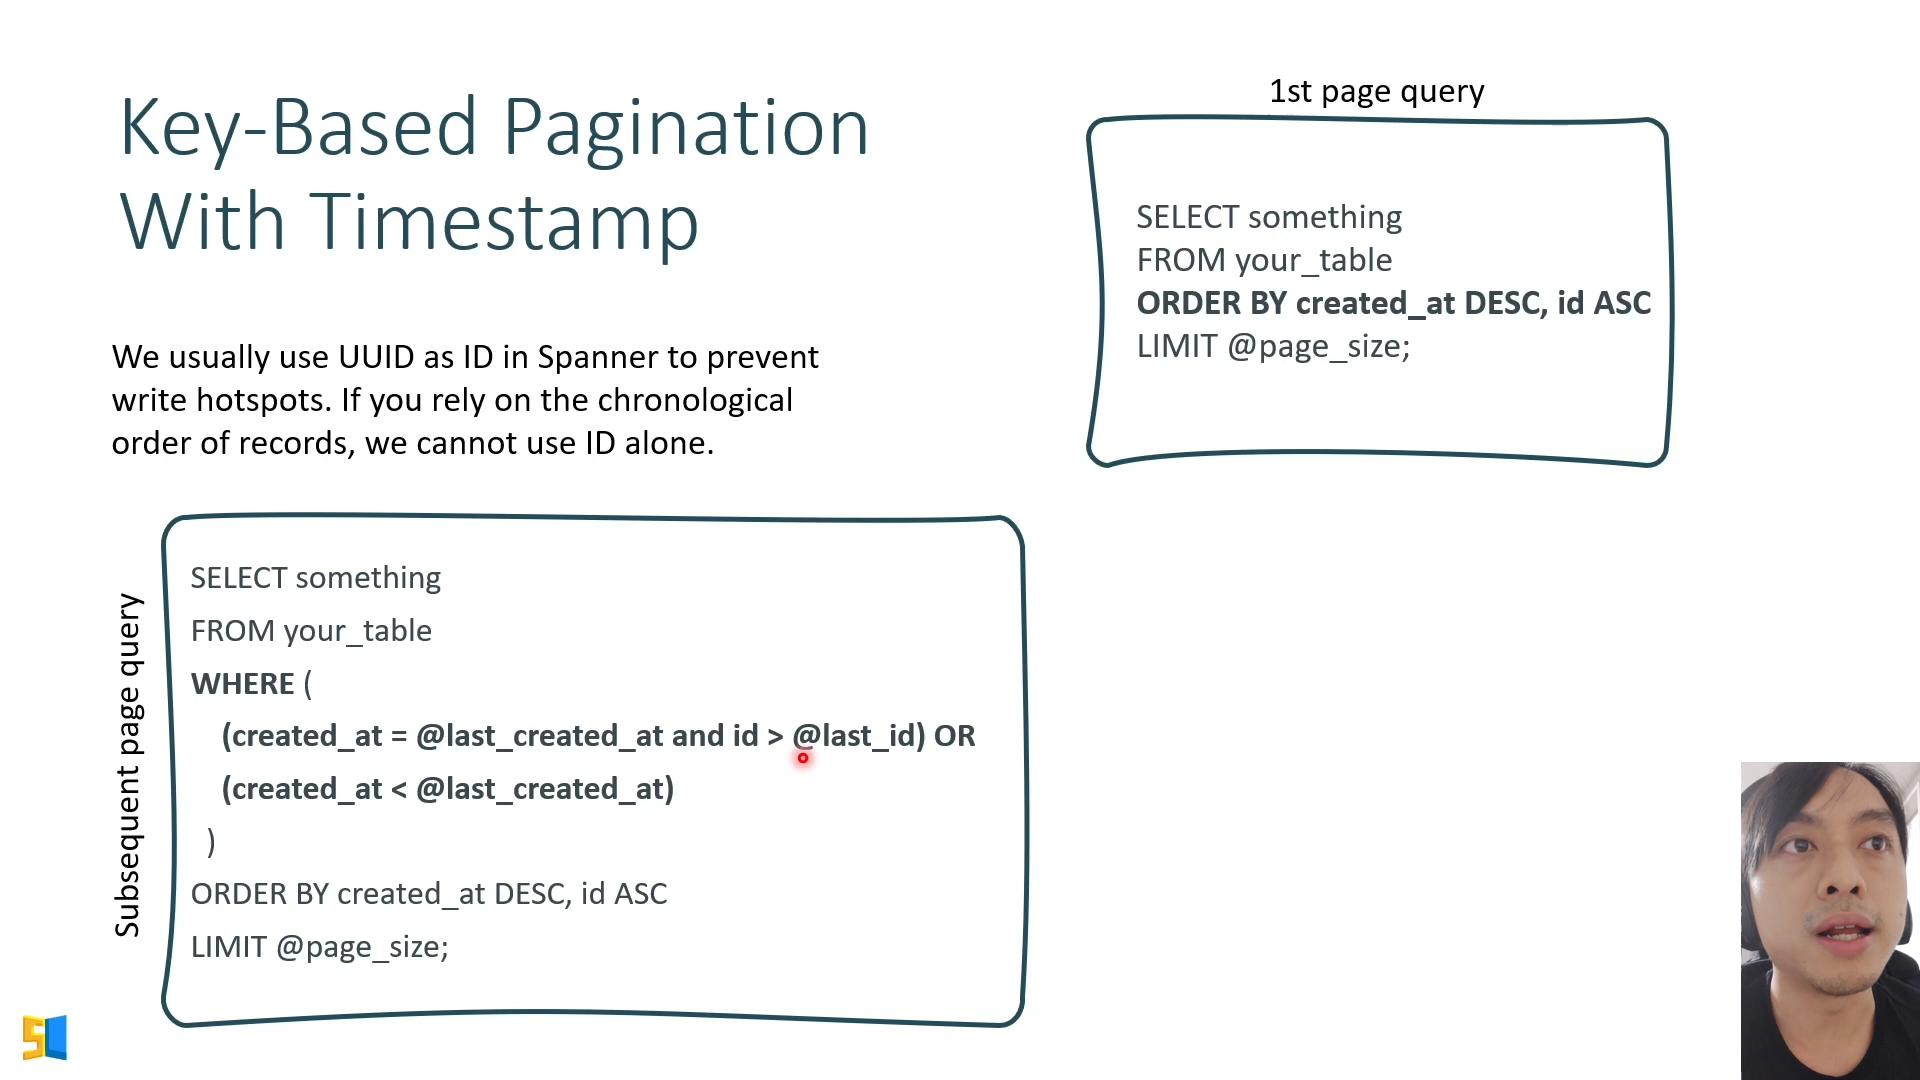 Key-Based Pagination
With Timestamp
We usually use UUID as ID in Spanner to prevent
write hotspots. If you rely on the chronological
order of records, we cannot use ID alone.
1st page query
SELECT something
FROM your_table
ORDER BY created_at DESC, id ASC
LIMIT @page_size;
Subsequent page query
SELECT something
FROM your_table
WHERE (
(created_at = @last_created_at and id > @last_id) OR
(created_at < @last_created_at)
)
ORDER BY created_at DESC, id ASC
LIMIT @page_size;